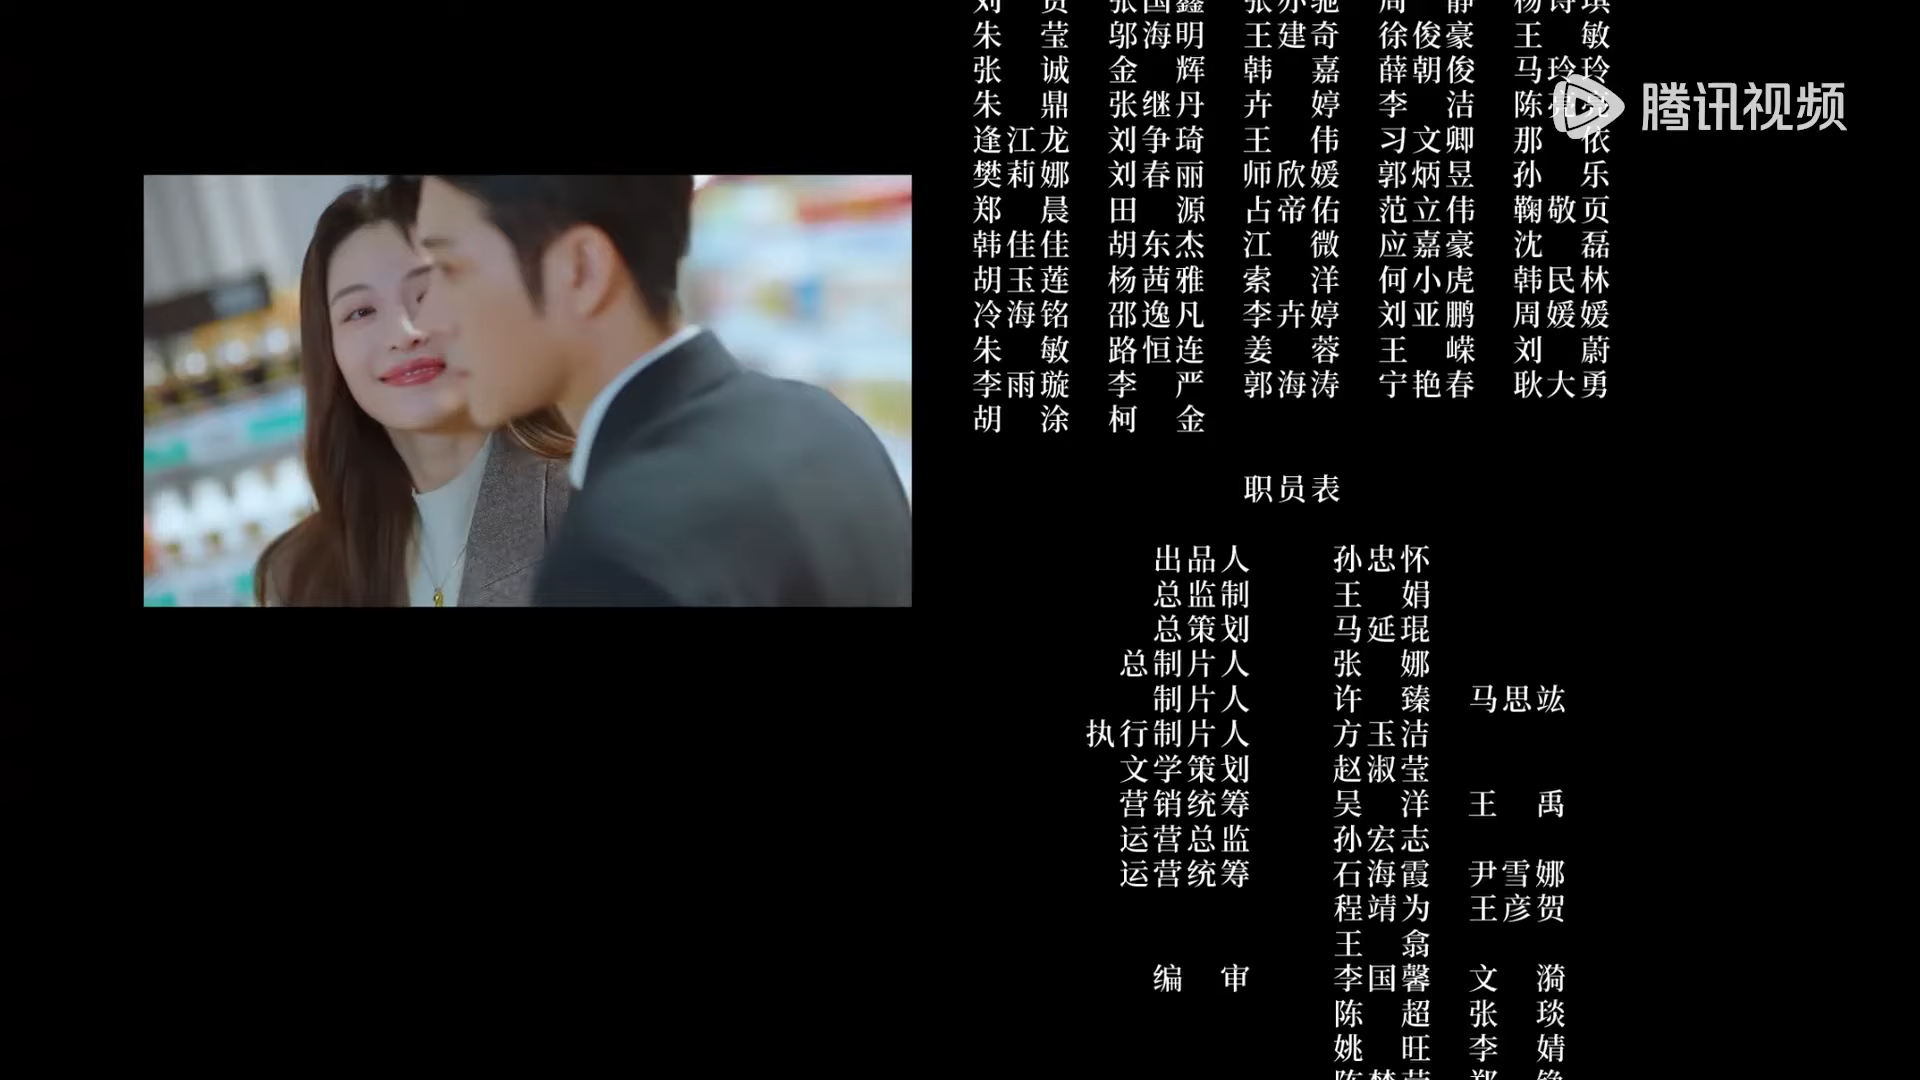 朱 莹 邬海明 王建奇 徐俊豪 王 敏
张 诚 金 辉 韩 嘉 薛朝俊 马玲玲
朱 鼎 张继丹 卉 婷 李 洁 陈亮亮
腾讯视频
逄江龙 刘争琦 王 伟 习文卿 那 依
樊莉娜 刘春丽 师欣媛 郭炳昱 孙 乐
郑 晨 田 源 占帝佑 范立伟 鞠敬页
韩佳佳 胡东杰 江 微 应嘉豪 沈 磊
胡玉莲 杨茜雅 索 洋 何小虎 韩民林
冷海铭 邵逸凡 李卉婷 刘亚鹏 周媛媛
朱 敏 路恒连 姜 蓉 王 嵘 刘 蔚
李雨璇 李 严 郭海涛 宁艳春 耿大勇
胡 涂 柯 金
职员表
出品人 孙忠怀
总监制 王 娟
总策划 马延琨
总制片人 张 娜
制片人 许 臻 马思竑
执行制片人 方玉洁
文学策划 赵淑莹
营销统筹 吴 洋 王 禹
运营总监 孙宏志
运营统筹 石海霞 尹雪娜
程靖为 王彦贺
王 翕
编 审 李国馨 文 漪
陈 超 张 琰
姚 旺 李 婧